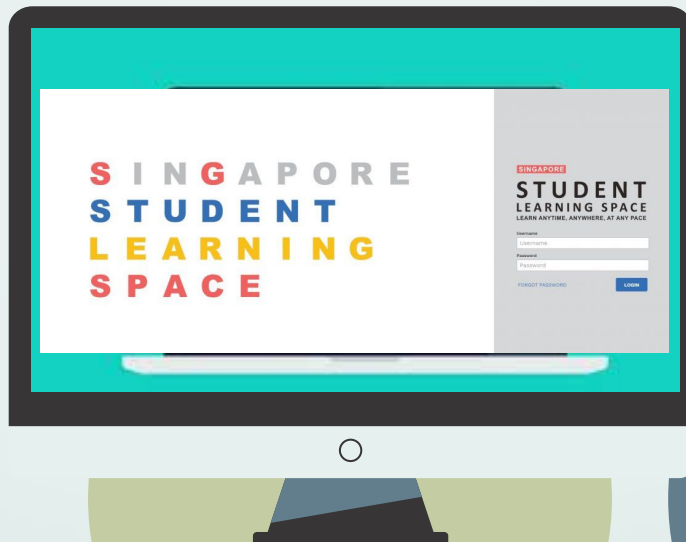 SINGAPORE
STUDENT
LEARNING
SPACE
SINGAPORE
STUDENT
LEARNING SPACE
LEARN ANYTIME, ANYWHERE, AT ANY PACE
Username
Username
Password
Password
FORGOT PASSWORD
LOGIN